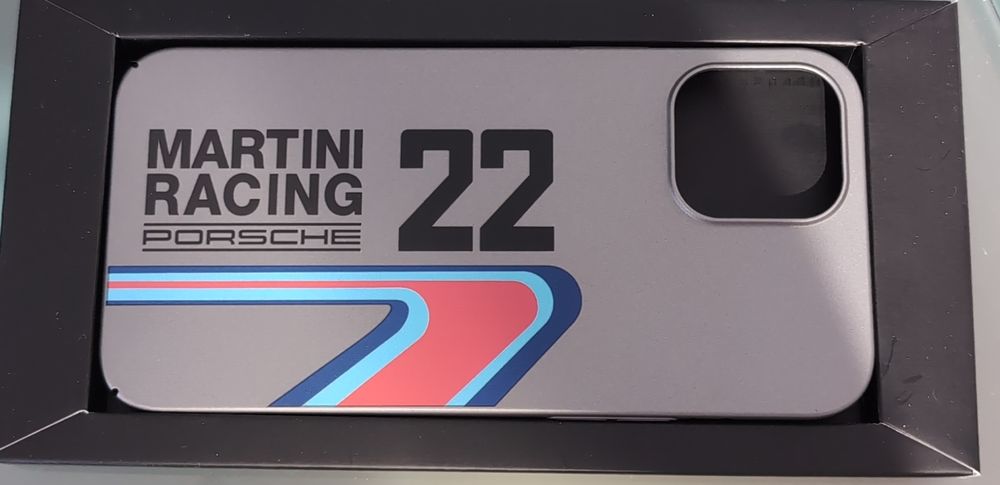 MARTINI
RACING
PORSCHE
22